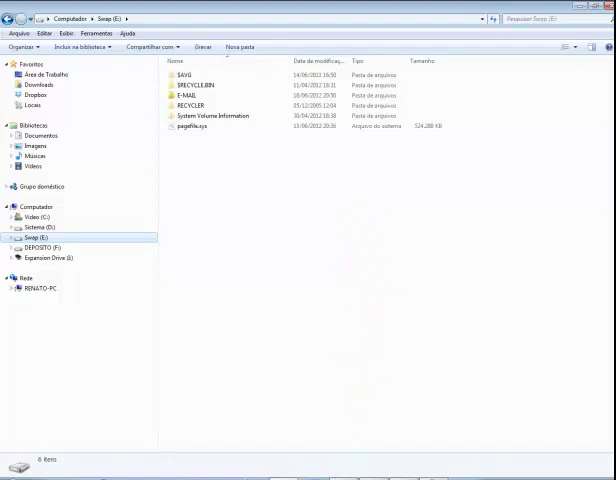 Computador ▸ Swap (E:) ▸
Pesquisar Swap (E:)
Arquivo Editar Exibir Ferramentas Ajuda
Organizar Incluir na biblioteca Compartilhar com Gravar Nova pasta
Nome Data de modificaç... Tipo Tamanho
Favoritos
Área de Trabalho
Downloads
Dropbox
Locais
Bibliotecas
Documentos
Imagens
Músicas
Vídeos
Grupo doméstico
Computador
Video (C:)
Sistema (D:)
Swap (E:)
DEPOSITO (F:)
Expansion Drive (I:)
Rede
RENATO-PC
$AVG 14/06/2011 16:50 Pasta de arquivos
$RECYCLE.BIN 11/04/2012 18:31 Pasta de arquivos
E-MAIL 18/06/2012 20:50 Pasta de arquivos
RECYCLER 05/12/2005 12:04 Pasta de arquivos
System Volume Information 30/04/2012 18:38 Pasta de arquivos
pagefile.sys 15/06/2012 20:36 Arquivo do sistema 524.288 KB
6 itens